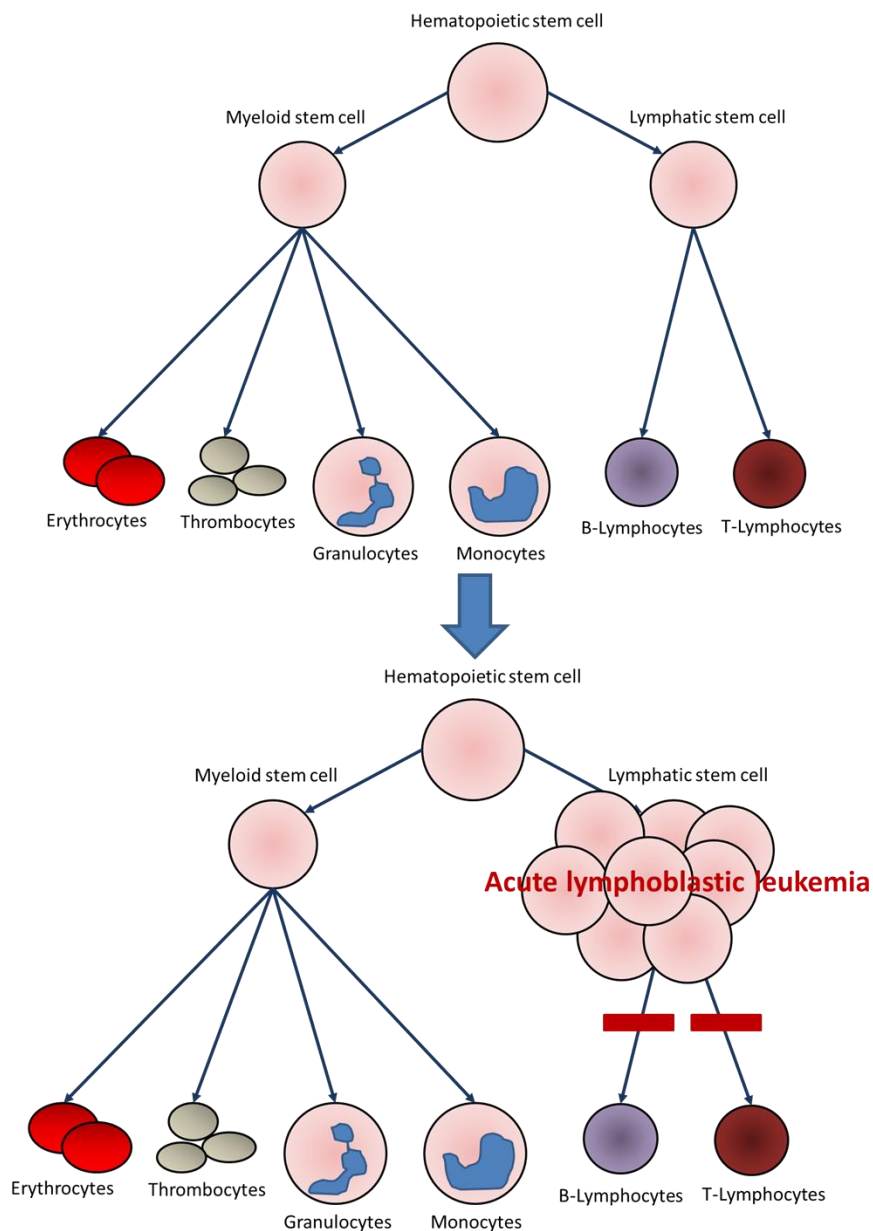 Hematopoietic stem cell
Myeloid stem cell
Lymphatic stem cell
Erythrocytes
Thrombocytes
Granulocytes
Monocytes
B-Lymphocytes
T-Lymphocytes
Hematopoietic stem cell
Myeloid stem cell
Lymphatic stem cell
Acute lymphoblastic leukemia
Erythrocytes
Thrombocytes
Granulocytes
Monocytes
B-Lymphocytes
T-Lymphocytes